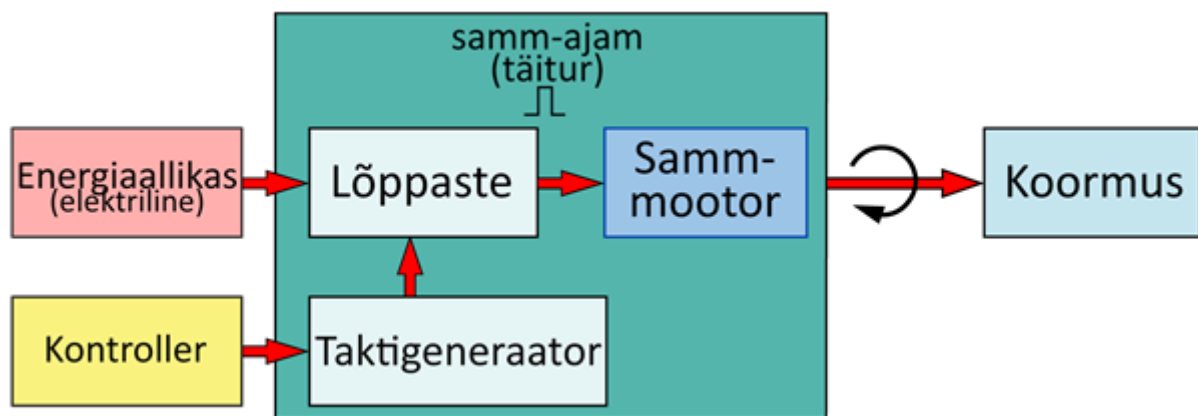 samm-ajam
(täitur)
Energiaallikas
(elektriline)
Lõppaste
Samm-
mootor
Koormus
Kontroller
Taktigeneraator